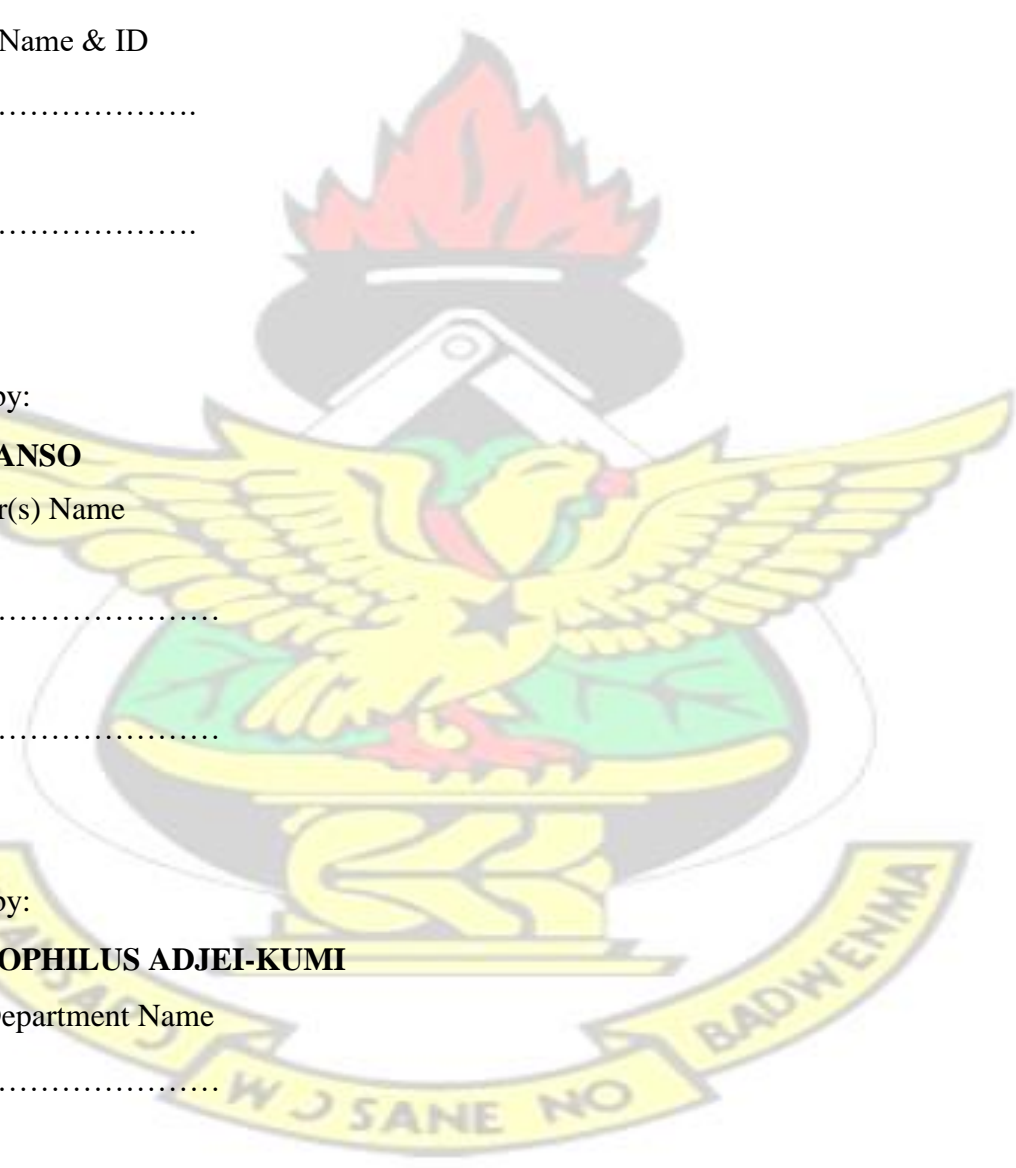 Name & ID
……………….
……………….
by:
ANSO
r(s) Name
…………………
…………………
by:
OPHILUS ADJEI-KUMI
Department Name
…………………
W Ɔ SANE NO
BADWENMA